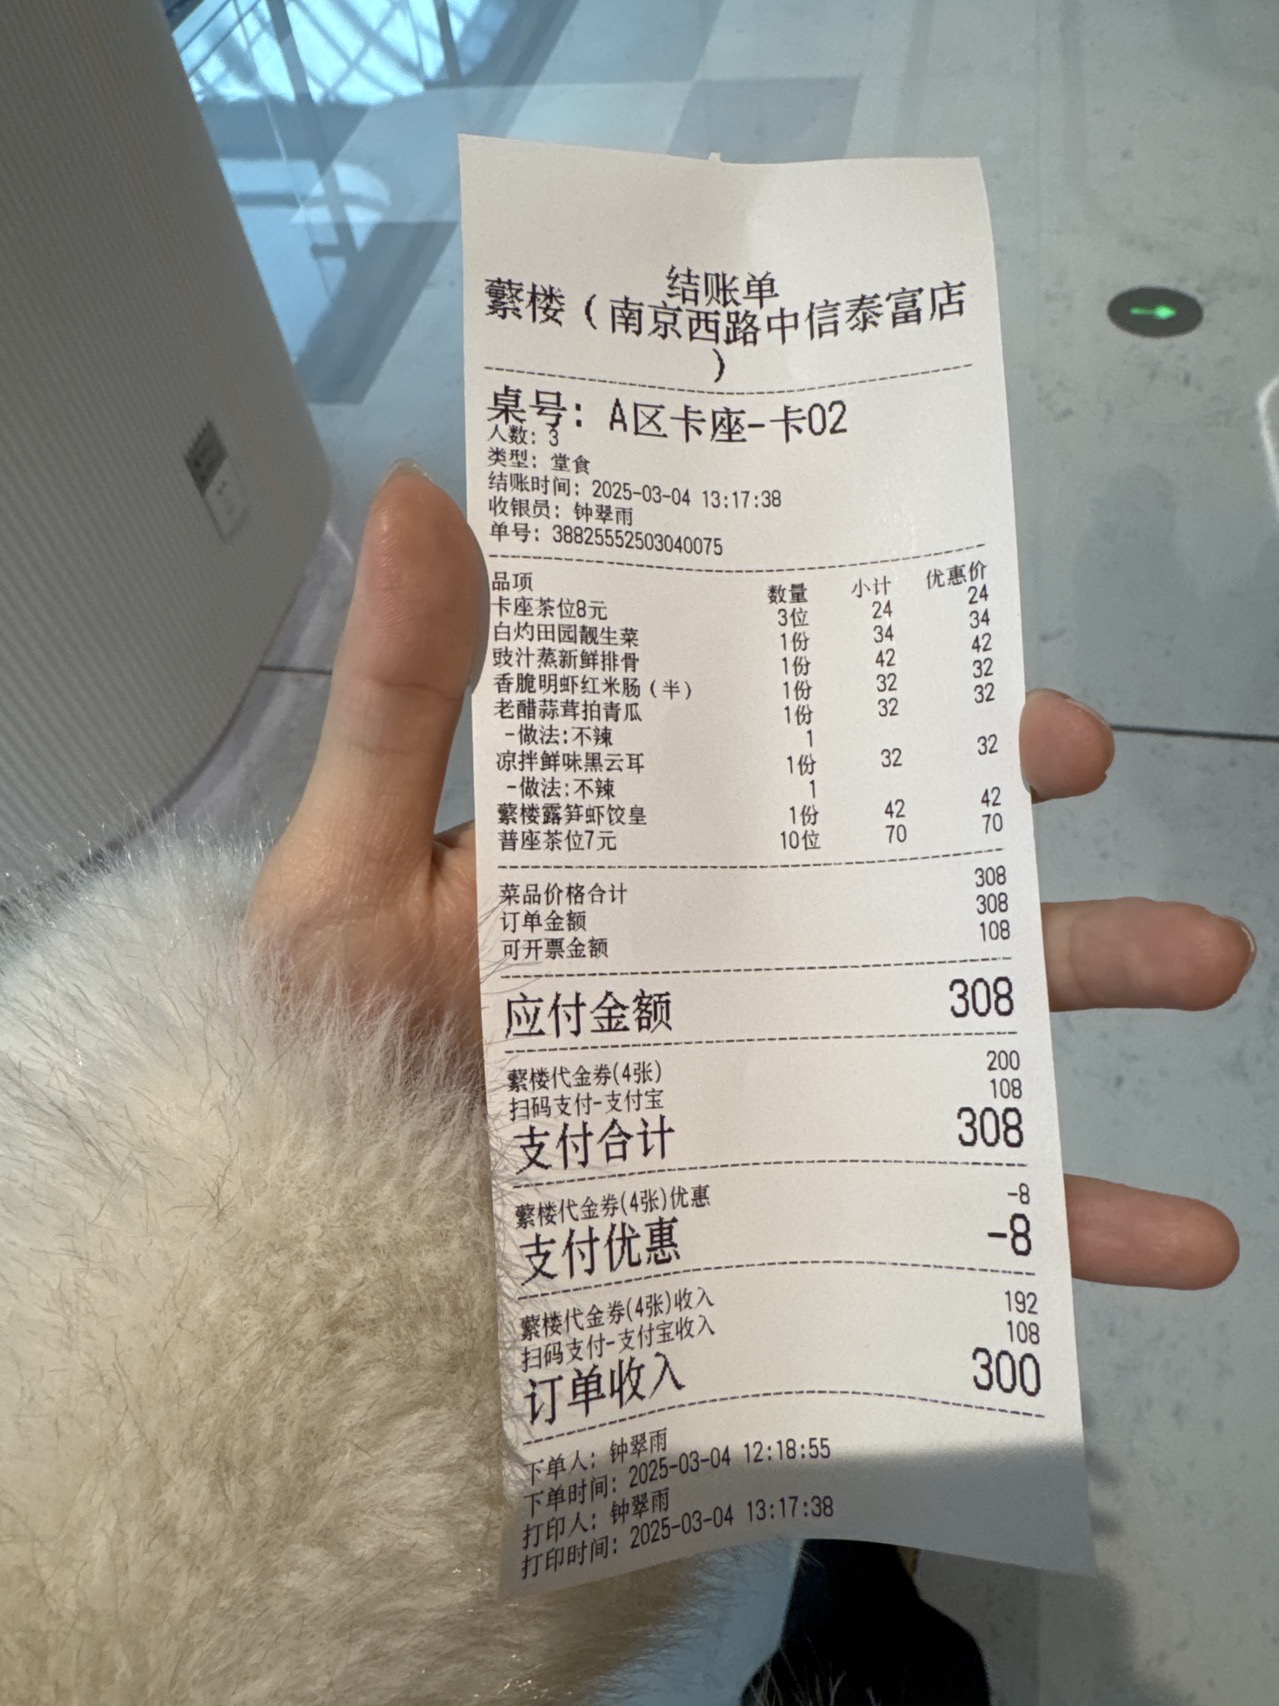 结账单
蘩楼（南京西路中信泰富店
）
桌号: A区卡座-卡02
人数: 3
类型: 堂食
结账时间: 2025-03-04 13:17:38
收银员: 钟翠雨
单号: 38825552503040075
品项 数量 小计 优惠价
卡座茶位8元 3位 24 24
白灼田园靓生菜 1份 34 34
豉汁蒸新鲜排骨 1份 42 42
香脆明虾红米肠(半) 1份 32 32
老醋蒜茸拍青瓜 1份 32 32
-做法:不辣 1
凉拌鲜味黑云耳 1份 32 32
-做法:不辣 1
蘩楼露笋虾饺皇 1份 42 42
普座茶位7元 10位 70 70
菜品价格合计 308
订单金额 308
可开票金额 108
应付金额 308
蘩楼代金券(4张) 200
扫码支付-支付宝 108
支付合计 308
蘩楼代金券(4张)优惠 -8
支付优惠 -8
蘩楼代金券(4张)收入 192
扫码支付-支付宝收入 108
订单收入 300
下单人: 钟翠雨
下单时间: 2025-03-04 12:18:55
打印人: 钟翠雨
打印时间: 2025-03-04 13:17:38